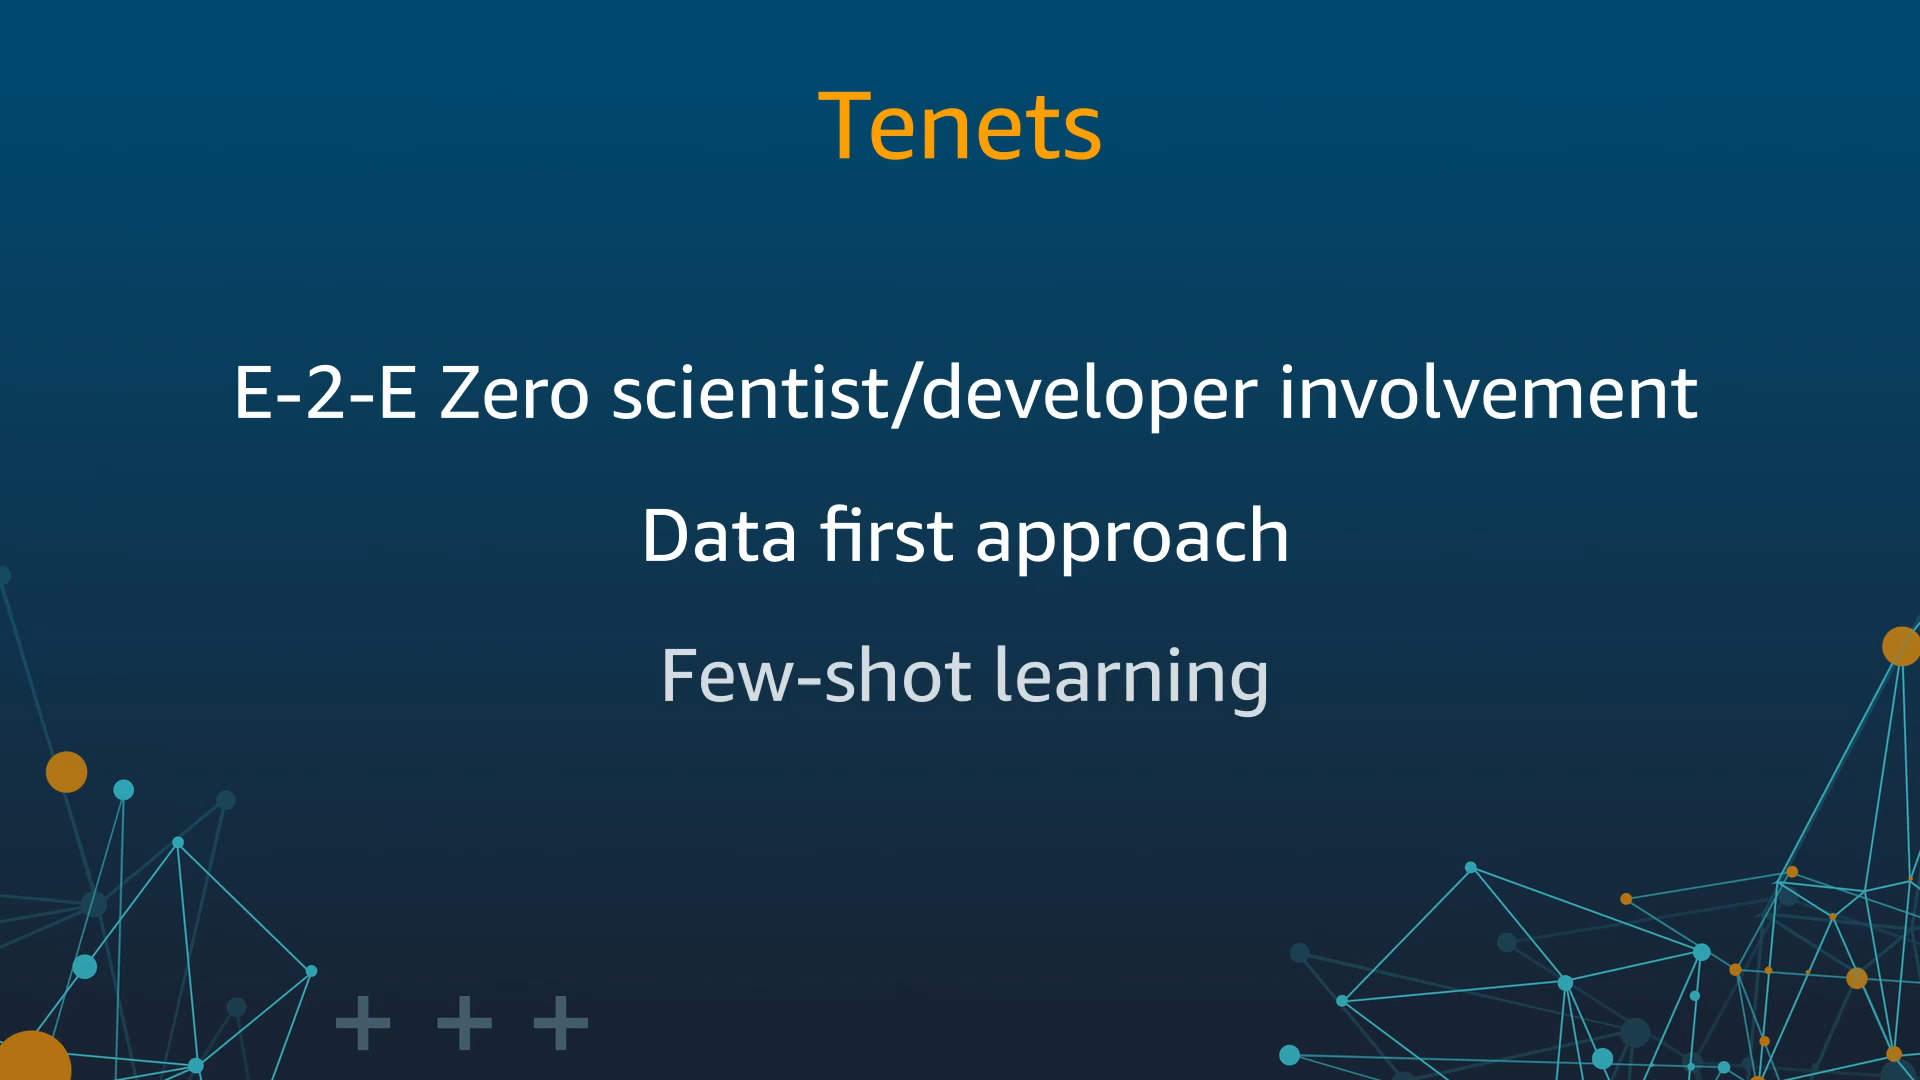 Tenets
E-2-E Zero scientist/developer involvement
Data first approach
Few-shot learning